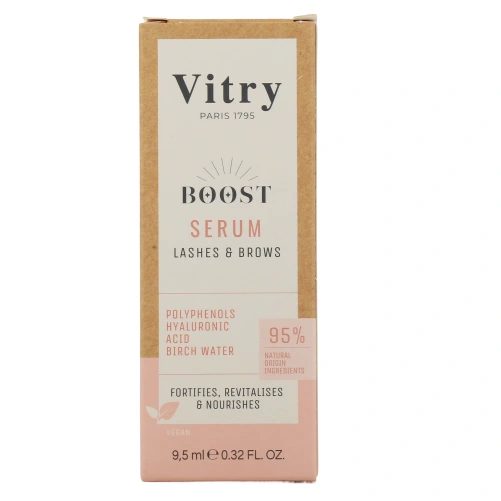 Vitry
PARIS 1795
BOOST
SERUM
LASHES & BROWS
POLYPHENOLS
HYALURONIC
ACID
BIRCH WATER
95%
NATURAL
ORIGIN
INGREDIENTS
FORTIFIES, REVITALISES
& NOURISHES
VEGAN
9,5 ml ℮ 0.32 FL. OZ.